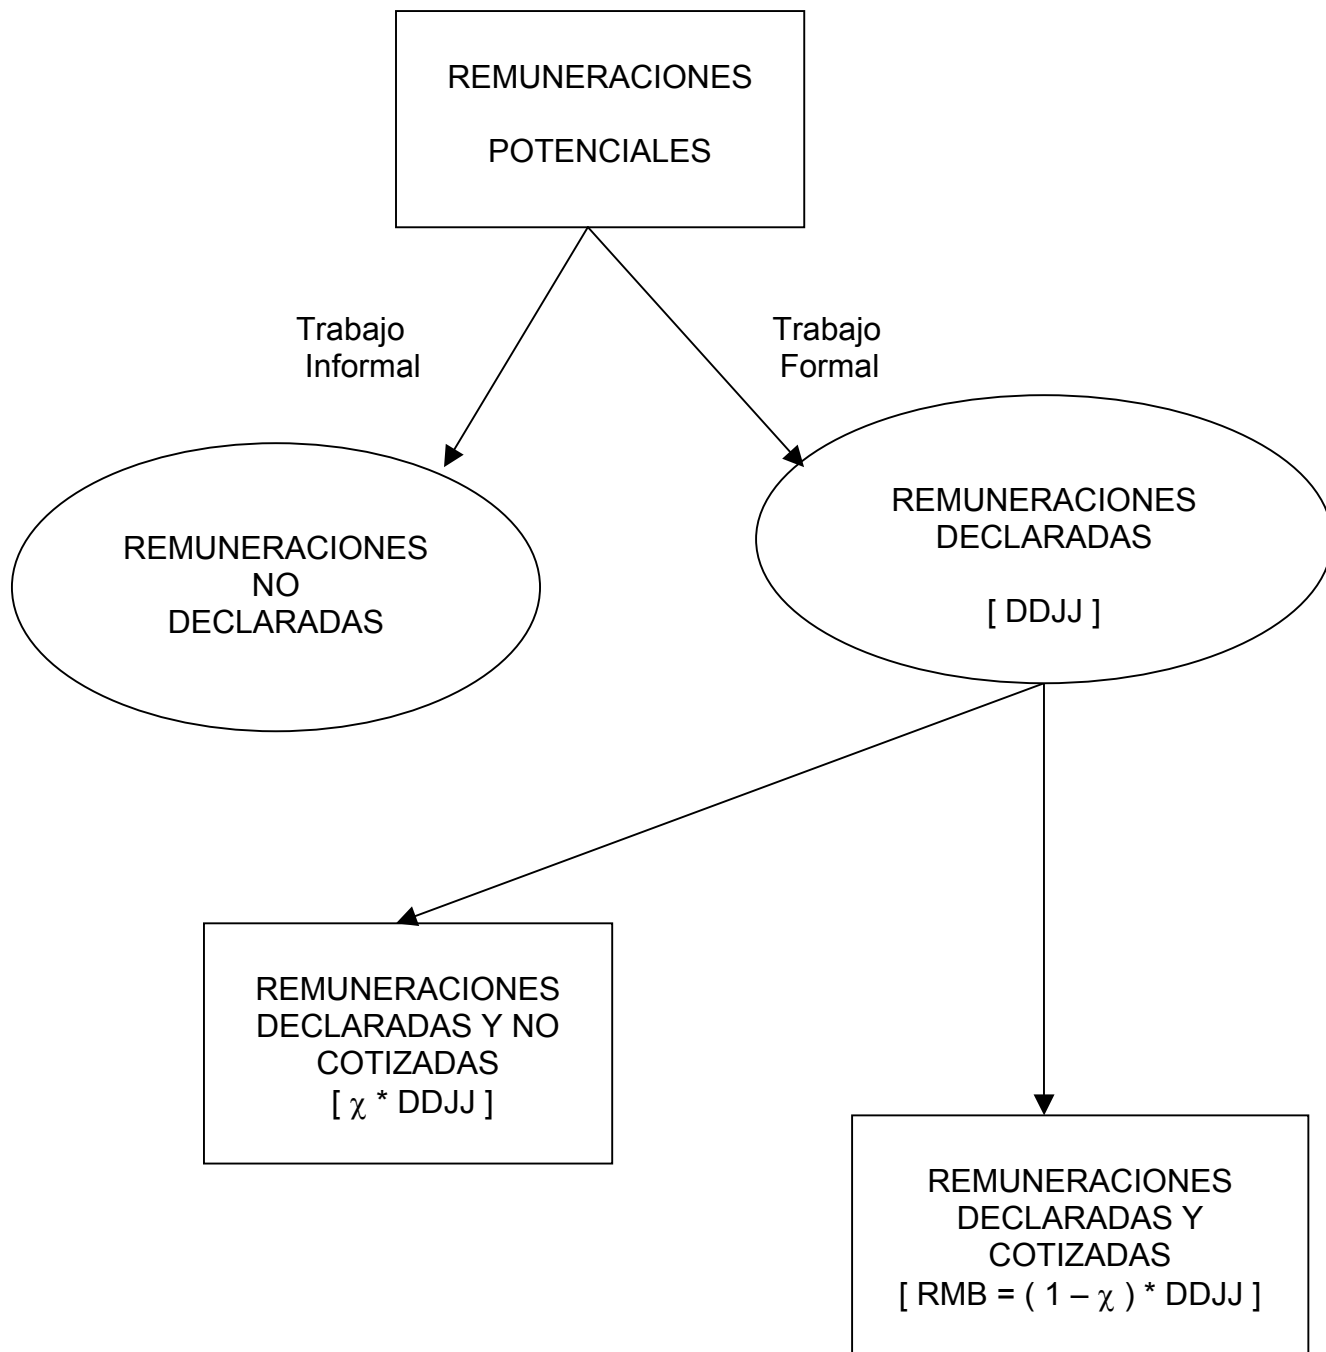 REMUNERACIONES
POTENCIALES
Trabajo
Informal
Trabajo
Formal
REMUNERACIONES
NO
DECLARADAS
REMUNERACIONES
DECLARADAS
[ DDJJ ]
REMUNERACIONES
DECLARADAS Y NO
COTIZADAS
[ χ * DDJJ ]
REMUNERACIONES
DECLARADAS Y
COTIZADAS
[ RMB = ( 1 – χ ) * DDJJ ]